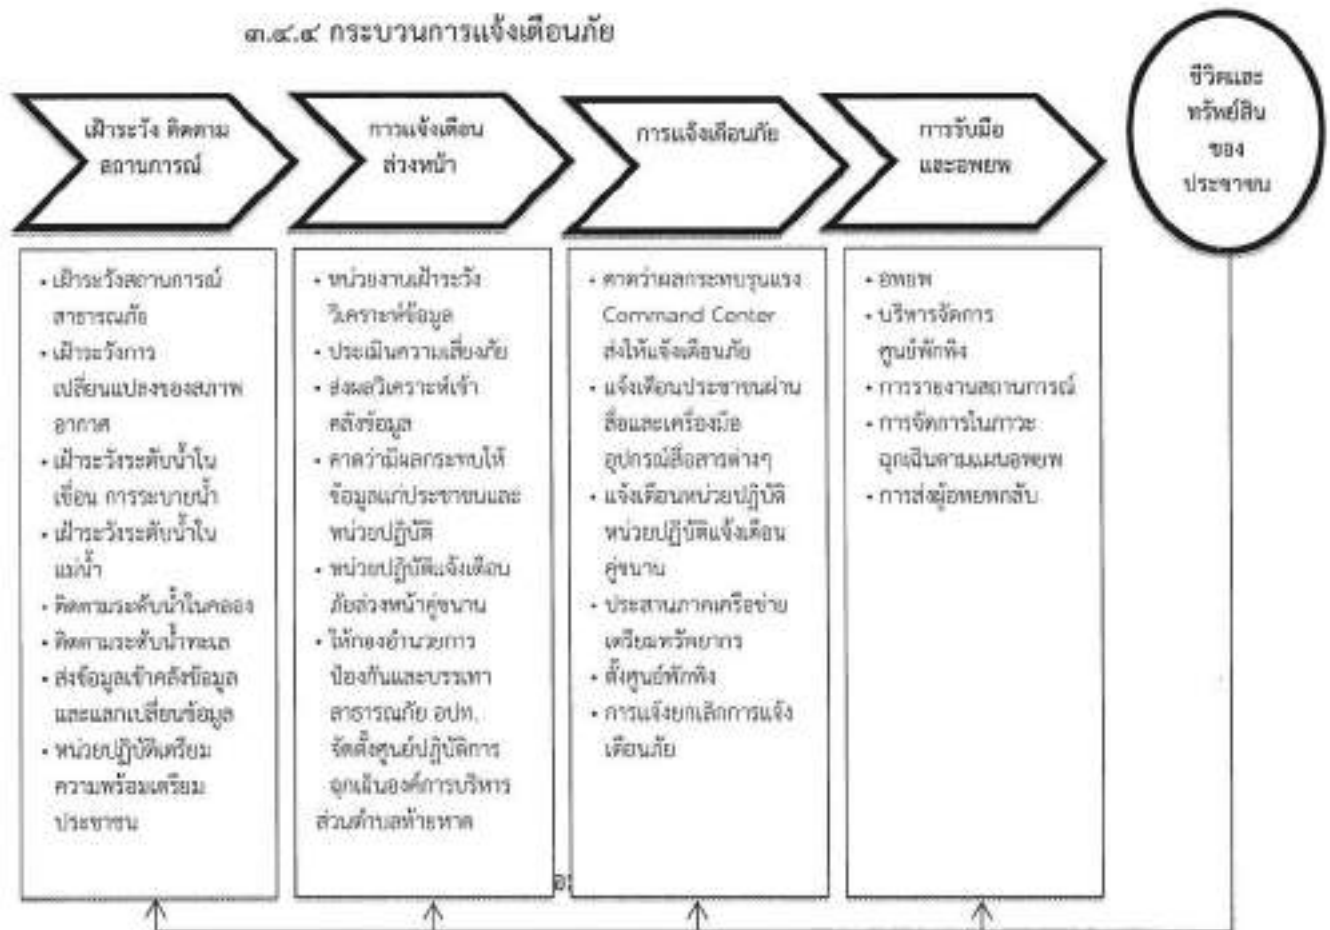 ๓.๔.๔ กระบวนการแจ้งเตือนภัย
เฝ้าระวัง ติดตาม
สถานการณ์
การแจ้งเตือน
ล่วงหน้า
การแจ้งเตือนภัย
การรับมือ
และอพยพ
ชีวิตและ
ทรัพย์สิน
ของ
ประชาชน
• เฝ้าระวังสถานการณ์
สาธารณภัย
• เฝ้าระวังการ
เปลี่ยนแปลงของสภาพ
อากาศ
• เฝ้าระวังระดับน้ำใน
เขื่อน การระบายน้ำ
• เฝ้าระวังระดับน้ำใน
แม่น้ำ
• ติดตามระดับน้ำในคลอง
• ติดตามระดับน้ำทะเล
• ส่งข้อมูลเข้าคลังข้อมูล
และแลกเปลี่ยนข้อมูล
• หน่วยปฏิบัติเตรียม
ความพร้อมเตรียม
ประชาชน
• หน่วยงานเฝ้าระวัง
วิเคราะห์ข้อมูล
• ประเมินความเสี่ยงภัย
• ส่งผลวิเคราะห์เข้า
คลังข้อมูล
• คาดว่ามีผลกระทบให้
ข้อมูลแก่ประชาชนและ
หน่วยปฏิบัติ
• หน่วยปฏิบัติแจ้งเตือน
ภัยล่วงหน้าคู่ขนาน
• ให้กองอำนวยการ
ป้องกันและบรรเทา
สาธารณภัย อปท.
จัดตั้งศูนย์ปฏิบัติการ
ฉุกเฉินองค์การบริหาร
ส่วนตำบลท้ายหาด
• คาดว่าผลกระทบรุนแรง
Command Center
ส่งให้แจ้งเตือนภัย
• แจ้งเตือนประชาชนผ่าน
สื่อและเครื่องมือ
อุปกรณ์สื่อสารต่างๆ
• แจ้งเตือนหน่วยปฏิบัติ
หน่วยปฏิบัติแจ้งเตือน
คู่ขนาน
• ประสานภาคเครือข่าย
เตรียมทรัพยากร
• ตั้งศูนย์พักพิง
• การแจ้งยกเลิกการแจ้ง
เตือนภัย
• อพยพ
• บริหารจัดการ
ศูนย์พักพิง
• การรายงานสถานการณ์
• การจัดการในภาวะ
ฉุกเฉินตามแผนอพยพ
• การส่งผู้อพยพกลับ